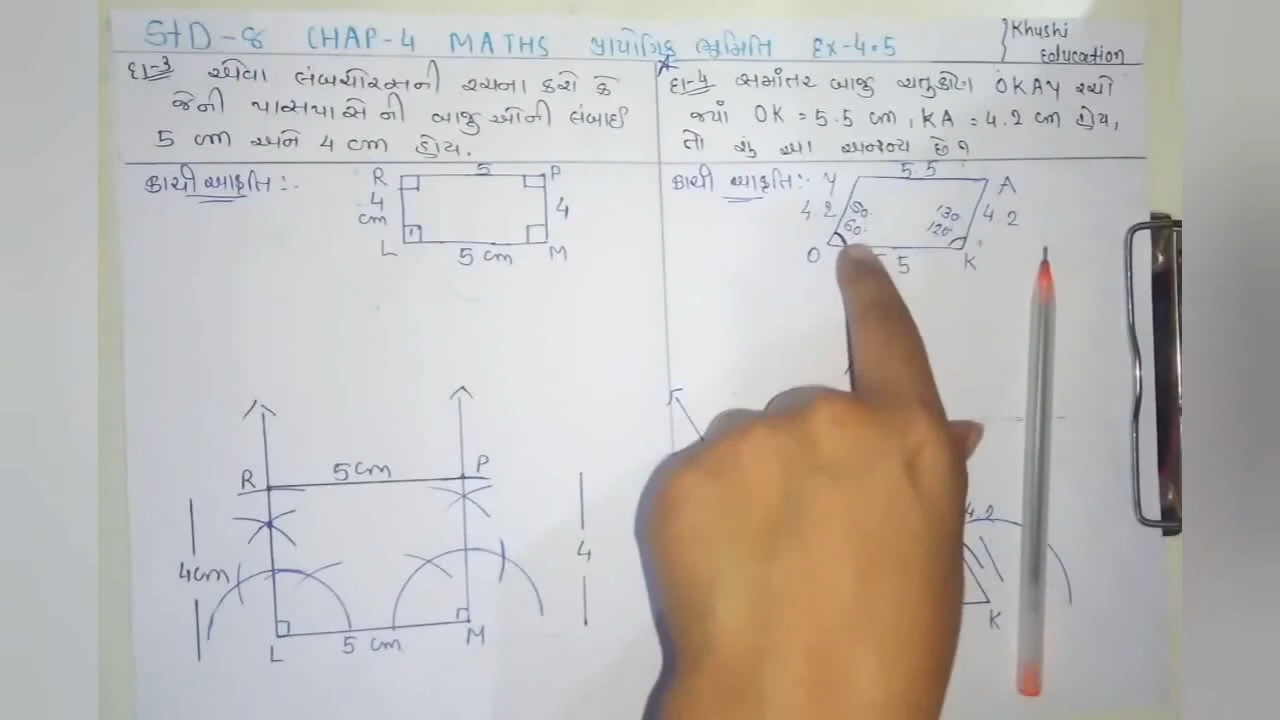 STD-8 CHAP-4 MATHS પ્રાયોગિક ભૂમિતિ EX-4.5
Khushi
Education
દા-3 એવા લંબચોરસની રચના કરો કે
જેની પાસપાસેની બાજુઓની લંબાઈ
5 cm અને 4 cm હોય.
દા-4 સમાંતર બાજુ ચતુષ્કોણ OKAY રચો
જ્યાં OK = 5.5 cm, KA = 4.2 cm હોય,
તો શું આ અનન્ય છે?
કાચી આકૃતિ :-
R 5 P
4 cm 4
L 5 cm M
કાચી આકૃતિ :-
Y 5.5 A
4.2 50 130 4.2
60 120
O 5 K
R 5cm P
4cm 4
L 5 cm M
4.2
K